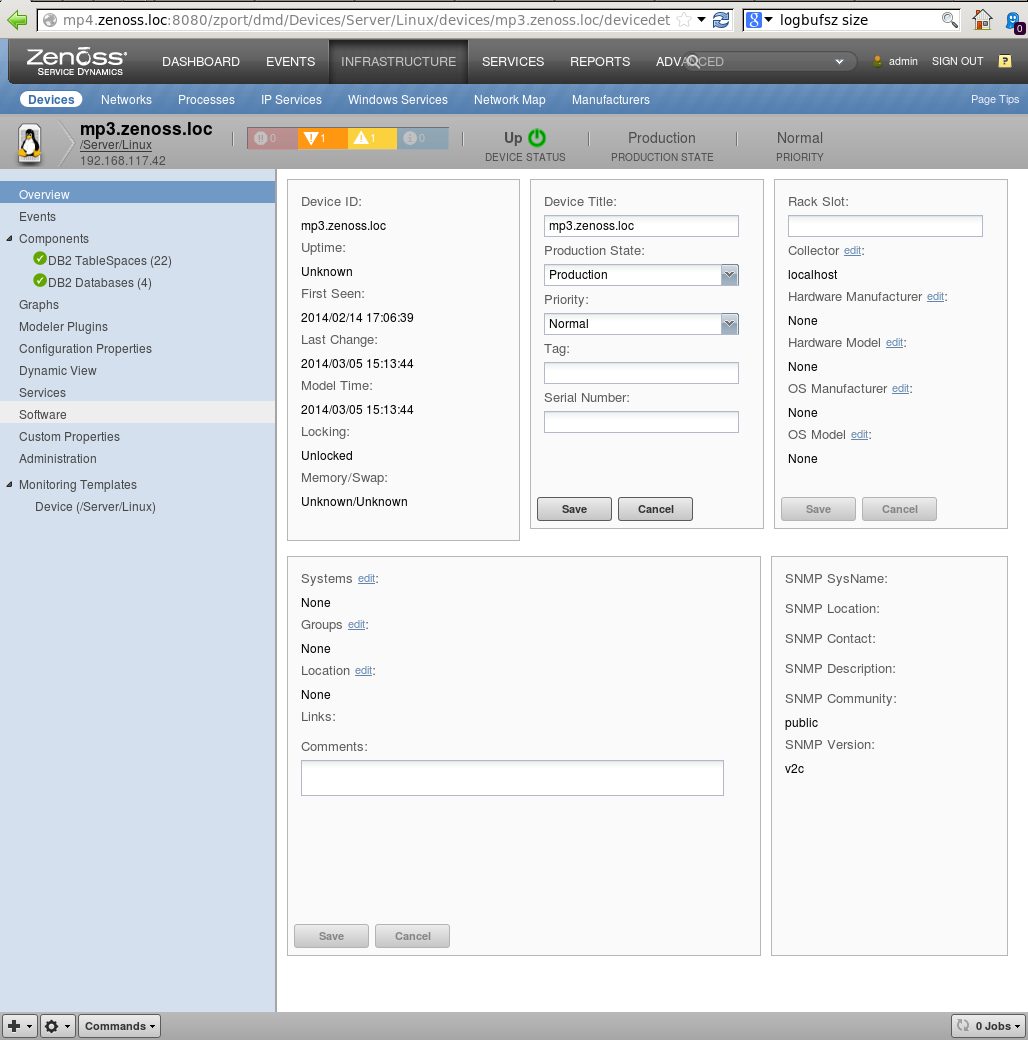 mp4.zenoss.loc:8080/zport/dmd/Devices/Server/Linux/devices/mp3.zenoss.loc/devicedet
8 logbufsz size
0
Zenoss
SERVICE DYNAMICS
DASHBOARD EVENTS INFRASTRUCTURE SERVICES REPORTS ADVANCED admin SIGN OUT ?
Devices Networks Processes IP Services Windows Services Network Map Manufacturers Page Tips
mp3.zenoss.loc
/Server/Linux
192.168.117.42
0 1 1 0
Up
DEVICE STATUS
Production
PRODUCTION STATE
Normal
PRIORITY
Overview
Events
Components
DB2 TableSpaces (22)
DB2 Databases (4)
Graphs
Modeler Plugins
Configuration Properties
Dynamic View
Services
Software
Custom Properties
Administration
Monitoring Templates
Device (/Server/Linux)
Device ID:
mp3.zenoss.loc
Uptime:
Unknown
First Seen:
2014/02/14 17:06:39
Last Change:
2014/03/05 15:13:44
Model Time:
2014/03/05 15:13:44
Locking:
Unlocked
Memory/Swap:
Unknown/Unknown
Device Title:
mp3.zenoss.loc
Production State:
Production
Priority:
Normal
Tag:
Serial Number:
Save Cancel
Rack Slot:
Collector edit:
localhost
Hardware Manufacturer edit:
None
Hardware Model edit:
None
OS Manufacturer edit:
None
OS Model edit:
None
Save Cancel
Systems edit:
None
Groups edit:
None
Location edit:
None
Links:
Comments:
Save Cancel
SNMP SysName:
SNMP Location:
SNMP Contact:
SNMP Description:
SNMP Community:
public
SNMP Version:
v2c
Commands
0 Jobs